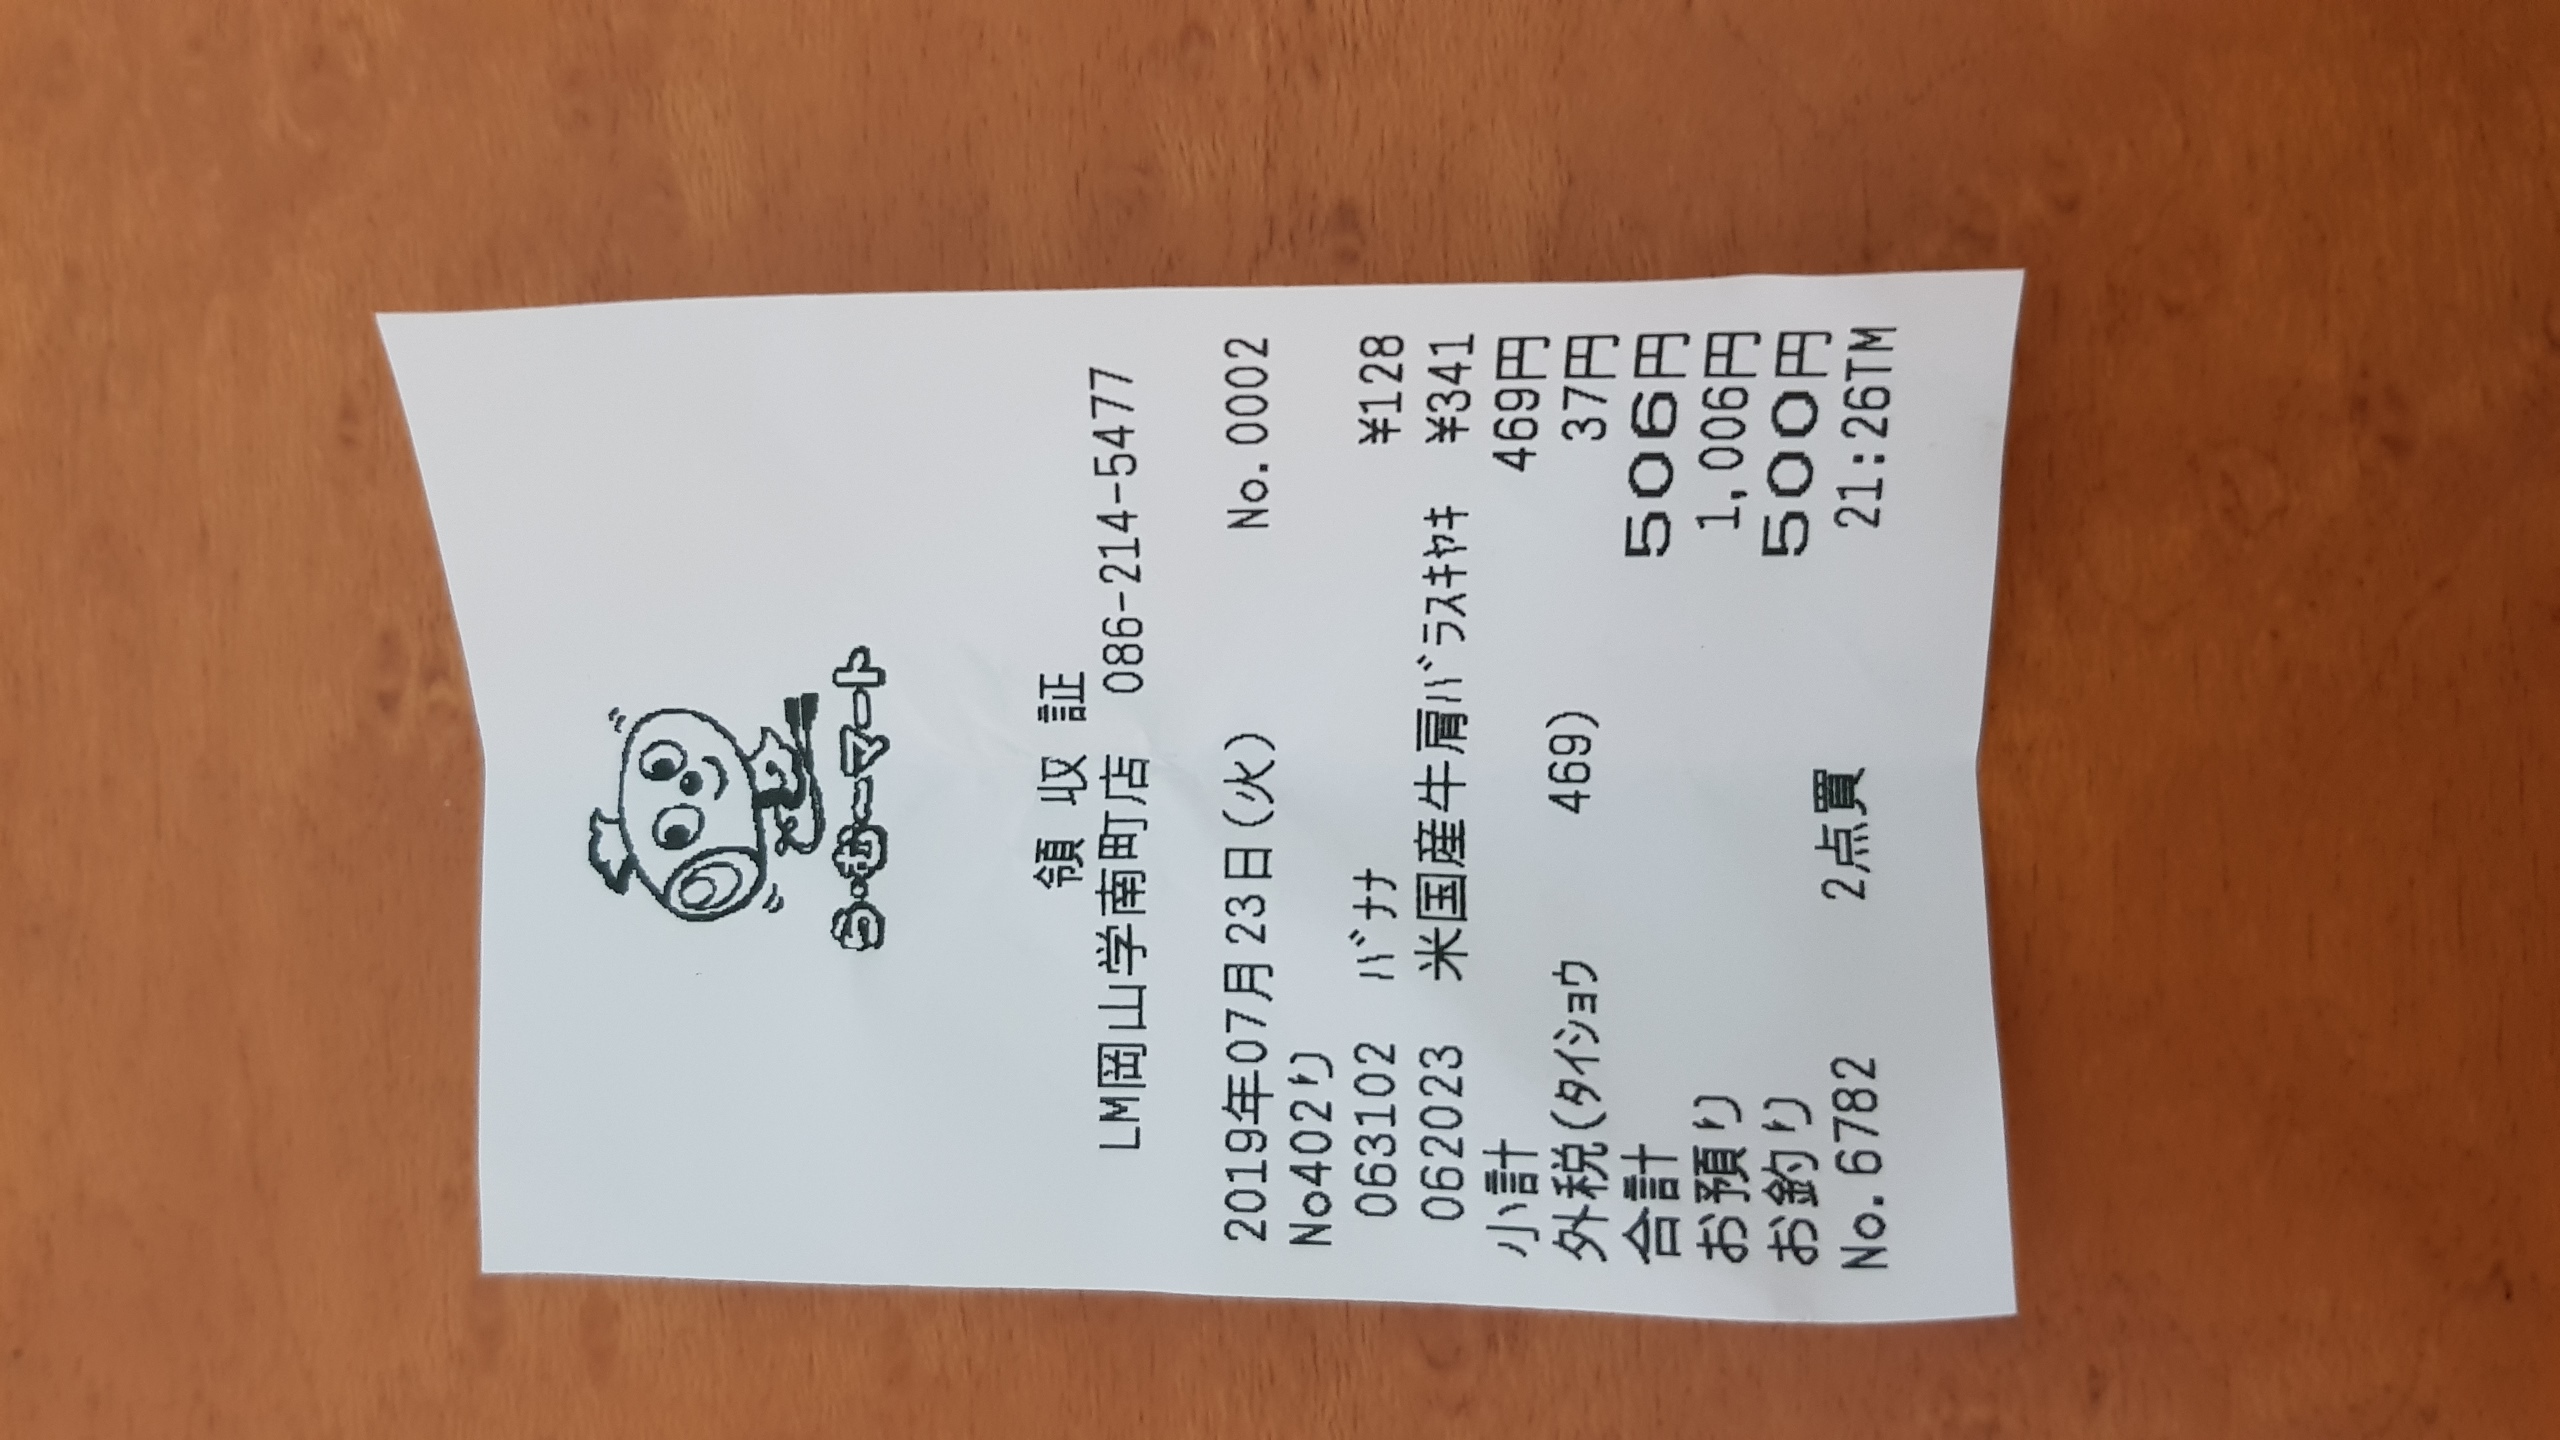 ら・むーマート
領収証
LM岡山学南町店 086-214-5477
2019年07月23日(火) No.0002
No402り
063102 ﾊﾞﾅﾅ ¥128
062023 米国産牛肩ﾊﾞﾗｽｷﾔｷ ¥341
小計 469円
外税(ﾀｲｼｮｳ 469) 37円
合計 506円
お預り 1,006円
お釣り 500円
No.6782 2点買 21:26TM